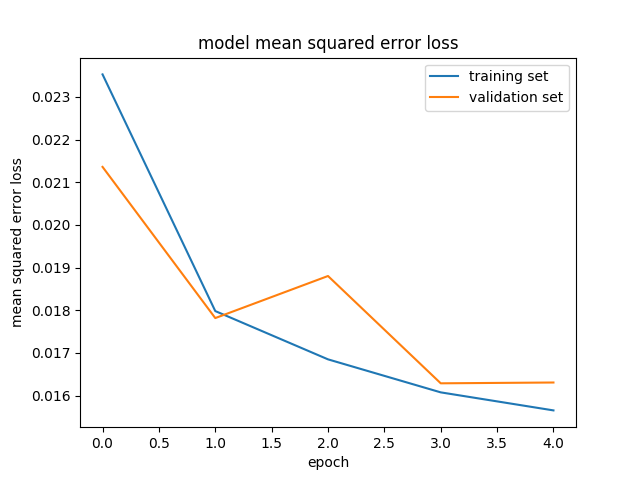 model mean squared error loss
training set
validation set
0.023
0.022
0.021
0.020
0.019
0.018
0.017
0.016
mean squared error loss
0.0 0.5 1.0 1.5 2.0 2.5 3.0 3.5 4.0
epoch